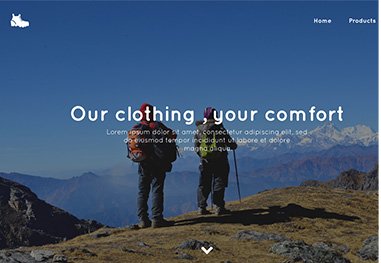 Home Products
Our clothing , your comfort
Lorem ipsum dolor sit amet, consectetur adipiscing elit, sed
do eiusmod tempor incididunt ut labore et dolore
magna aliqua.